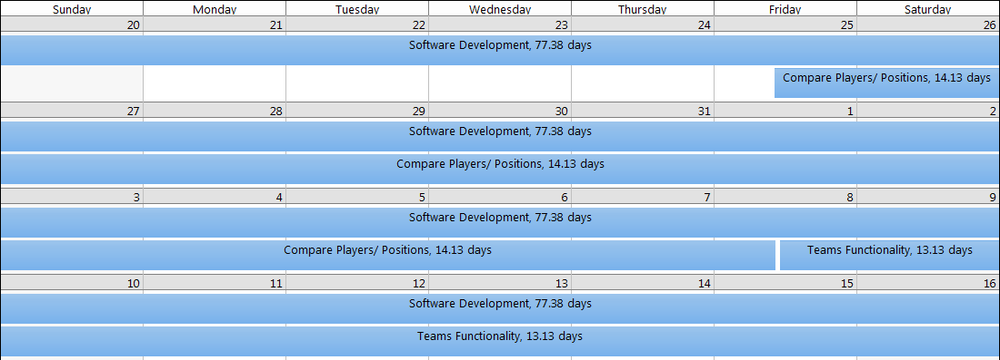 Sunday Monday Tuesday Wednesday Thursday Friday Saturday
20 21 22 23 24 25 26
Software Development, 77.38 days
Compare Players/ Positions, 14.13 days
27 28 29 30 31 1 2
Software Development, 77.38 days
Compare Players/ Positions, 14.13 days
3 4 5 6 7 8 9
Software Development, 77.38 days
Compare Players/ Positions, 14.13 days Teams Functionality, 13.13 days
10 11 12 13 14 15 16
Software Development, 77.38 days
Teams Functionality, 13.13 days